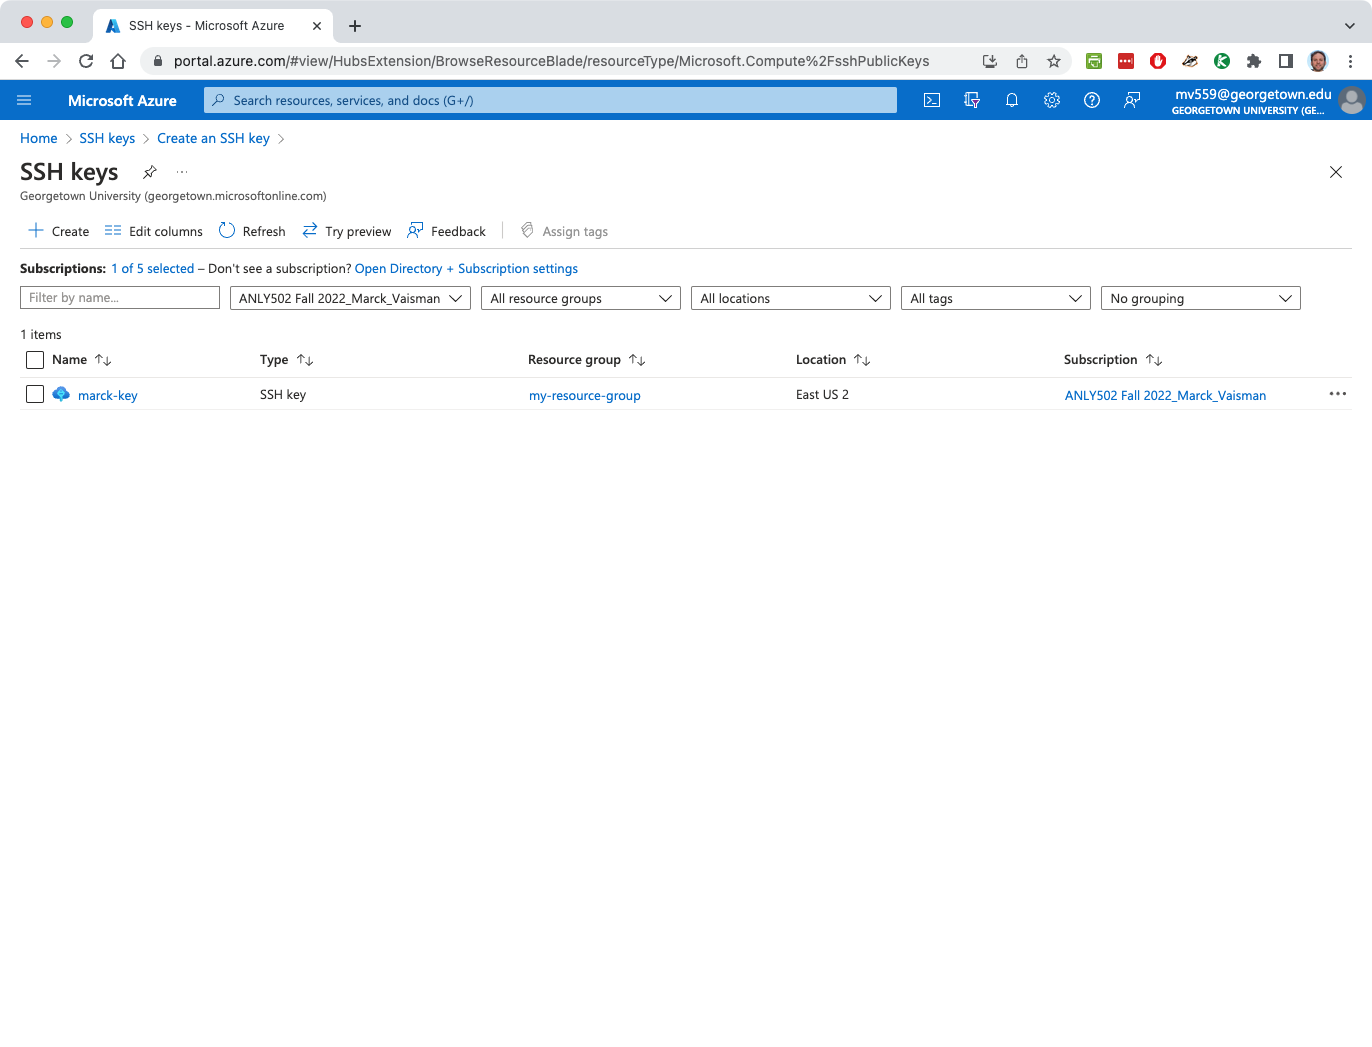 SSH keys - Microsoft Azure
portal.azure.com/#view/HubsExtension/BrowseResourceBlade/resourceType/Microsoft.Compute%2FsshPublicKeys
Microsoft Azure
Search resources, services, and docs (G+/)
mv559@georgetown.edu
GEORGETOWN UNIVERSITY (GE...
Home > SSH keys > Create an SSH key >
SSH keys
Georgetown University (georgetown.microsoftonline.com)
Create Edit columns Refresh Try preview Feedback Assign tags
Subscriptions: 1 of 5 selected – Don't see a subscription? Open Directory + Subscription settings
Filter by name... ANLY502 Fall 2022_Marck_Vaisman All resource groups All locations All tags No grouping
1 items
Name Type Resource group Location Subscription
marck-key SSH key my-resource-group East US 2 ANLY502 Fall 2022_Marck_Vaisman